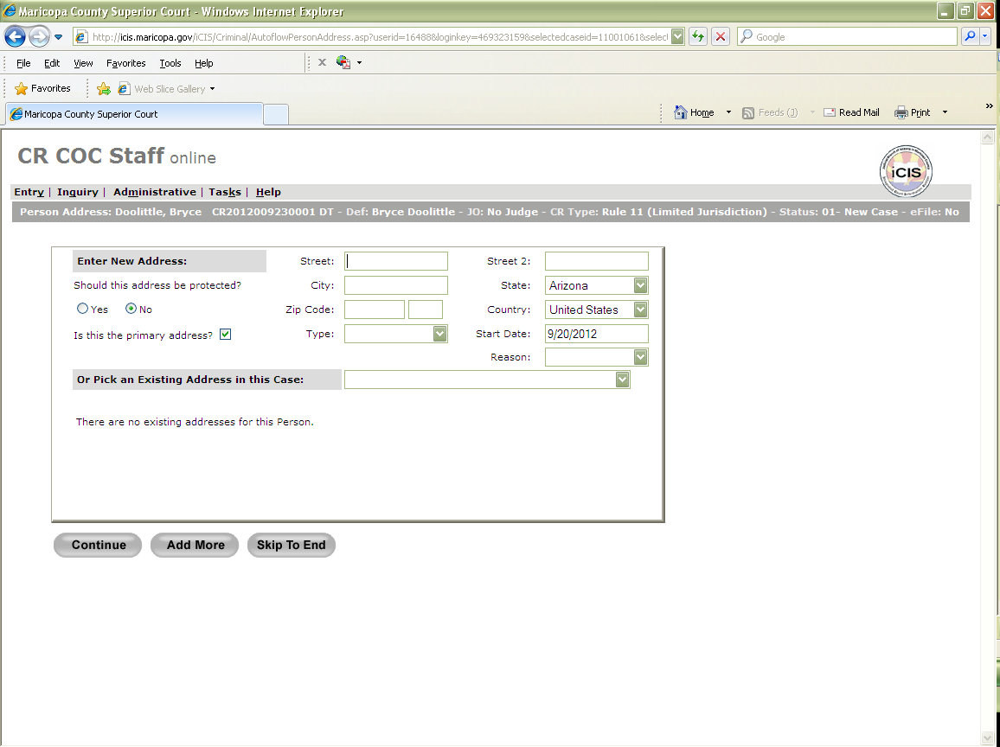 Maricopa County Superior Court - Windows Internet Explorer
http://icis.maricopa.gov/iCIS/Criminal/AutoflowPersonAddress.asp?userid=16488&loginkey=469323159&selectedcaseid=11001061&selec
Google
File Edit View Favorites Tools Help
X
Favorites Web Slice Gallery
Maricopa County Superior Court Home Feeds (J) Read Mail Print »
CR COC Staff online
iCIS
Entry | Inquiry | Administrative | Tasks | Help
Person Address: Doolittle, Bryce CR2012009230001 DT - Def: Bryce Doolittle - JO: No Judge - CR Type: Rule 11 (Limited Jurisdiction) - Status: 01- New Case - eFile: No
Enter New Address: Street: Street 2:
Should this address be protected? City: State: Arizona
Yes No Zip Code: Country: United States
Is this the primary address? Type: Start Date: 9/20/2012
Reason:
Or Pick an Existing Address in this Case:
There are no existing addresses for this Person.
Continue Add More Skip To End